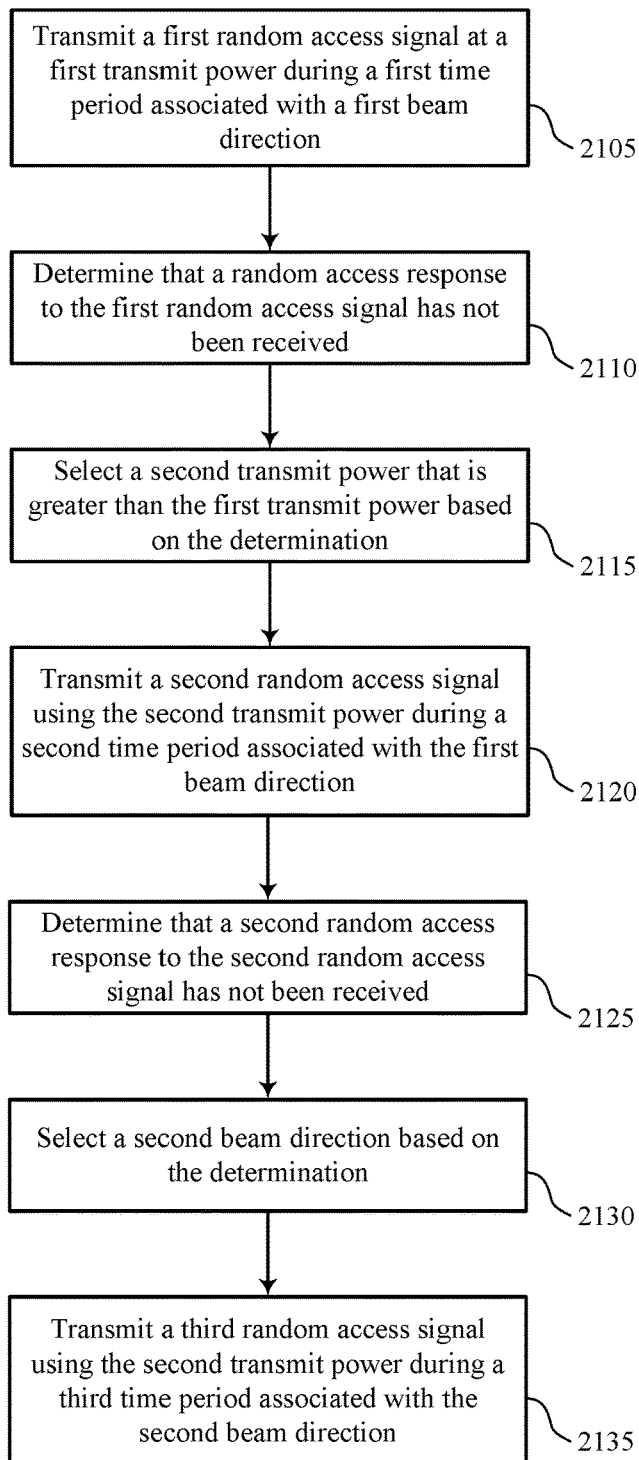 Transmit a first random access signal at a
first transmit power during a first time
period associated with a first beam
direction
2105
Determine that a random access response
to the first random access signal has not
been received
2110
Select a second transmit power that is
greater than the first transmit power based
on the determination
2115
Transmit a second random access signal
using the second transmit power during a
second time period associated with the first
beam direction
2120
Determine that a second random access
response to the second random access
signal has not been received
2125
Select a second beam direction based on
the determination
2130
Transmit a third random access signal
using the second transmit power during a
third time period associated with the
second beam direction
2135